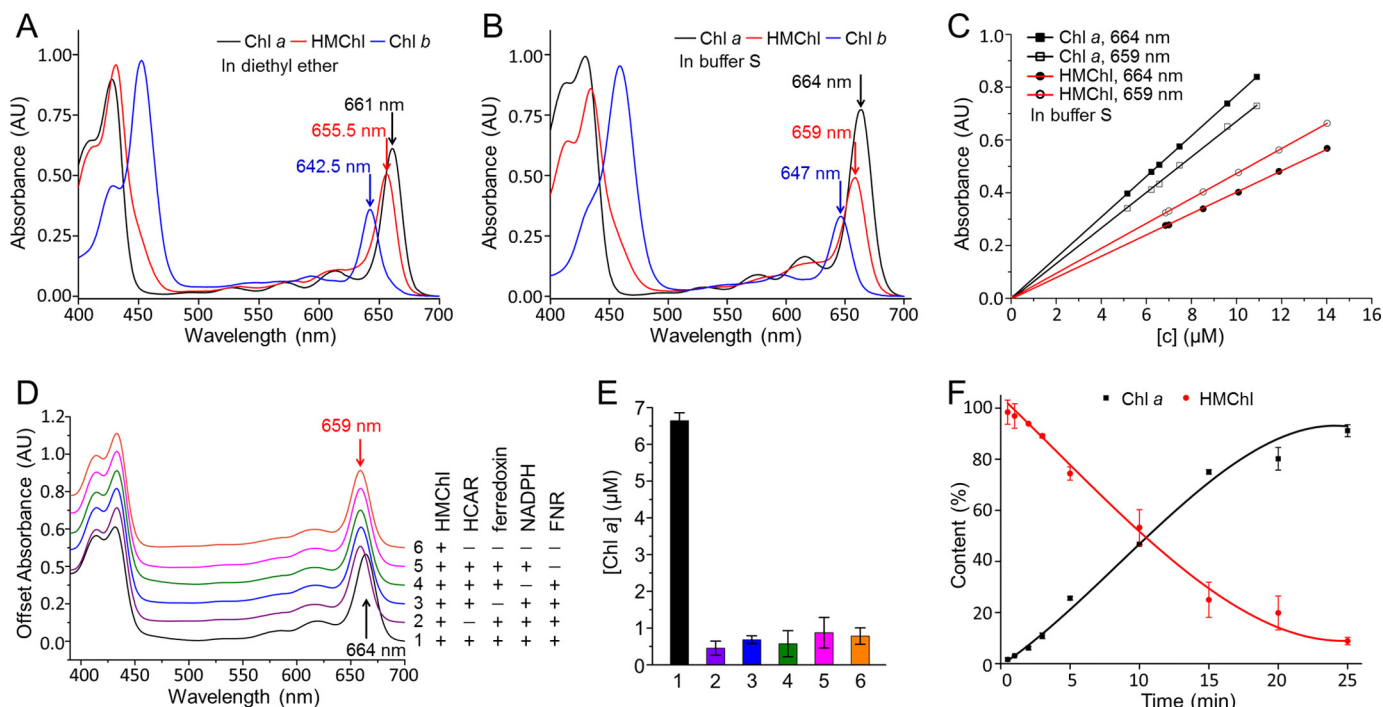 A
Chl a HMChl Chl b
In diethyl ether
661 nm
655.5 nm
642.5 nm
Absorbance (AU)
1.00
0.75
0.50
0.25
0.00
400 450 500 550 600 650 700
Wavelength (nm)
B
Chl a HMChl Chl b
In buffer S
664 nm
659 nm
647 nm
Absorbance (AU)
1.00
0.75
0.50
0.25
0.00
400 450 500 550 600 650 700
Wavelength (nm)
C
Chl a, 664 nm
Chl a, 659 nm
HMChl, 664 nm
HMChl, 659 nm
In buffer S
Absorbance (AU)
1.0
0.8
0.6
0.4
0.2
0.0
0 2 4 6 8 10 12 14 16
[c] (µM)
D
659 nm
664 nm
Offset Absorbance (AU)
1.2
1.0
0.8
0.6
0.5
0.2
0.0
400 450 500 550 600 650 700
Wavelength (nm)
HMChl
HCAR
ferredoxin
NADPH
FNR
6 + – – – –
5 + + + + –
4 + + + – +
3 + + – + +
2 + – + + +
1 + + + + +
E
[Chl a] (µM)
7
6
5
4
3
2
1
0
1 2 3 4 5 6
F
Chl a HMChl
Content (%)
100
80
60
40
20
0
0 5 10 15 20 25
Time (min)